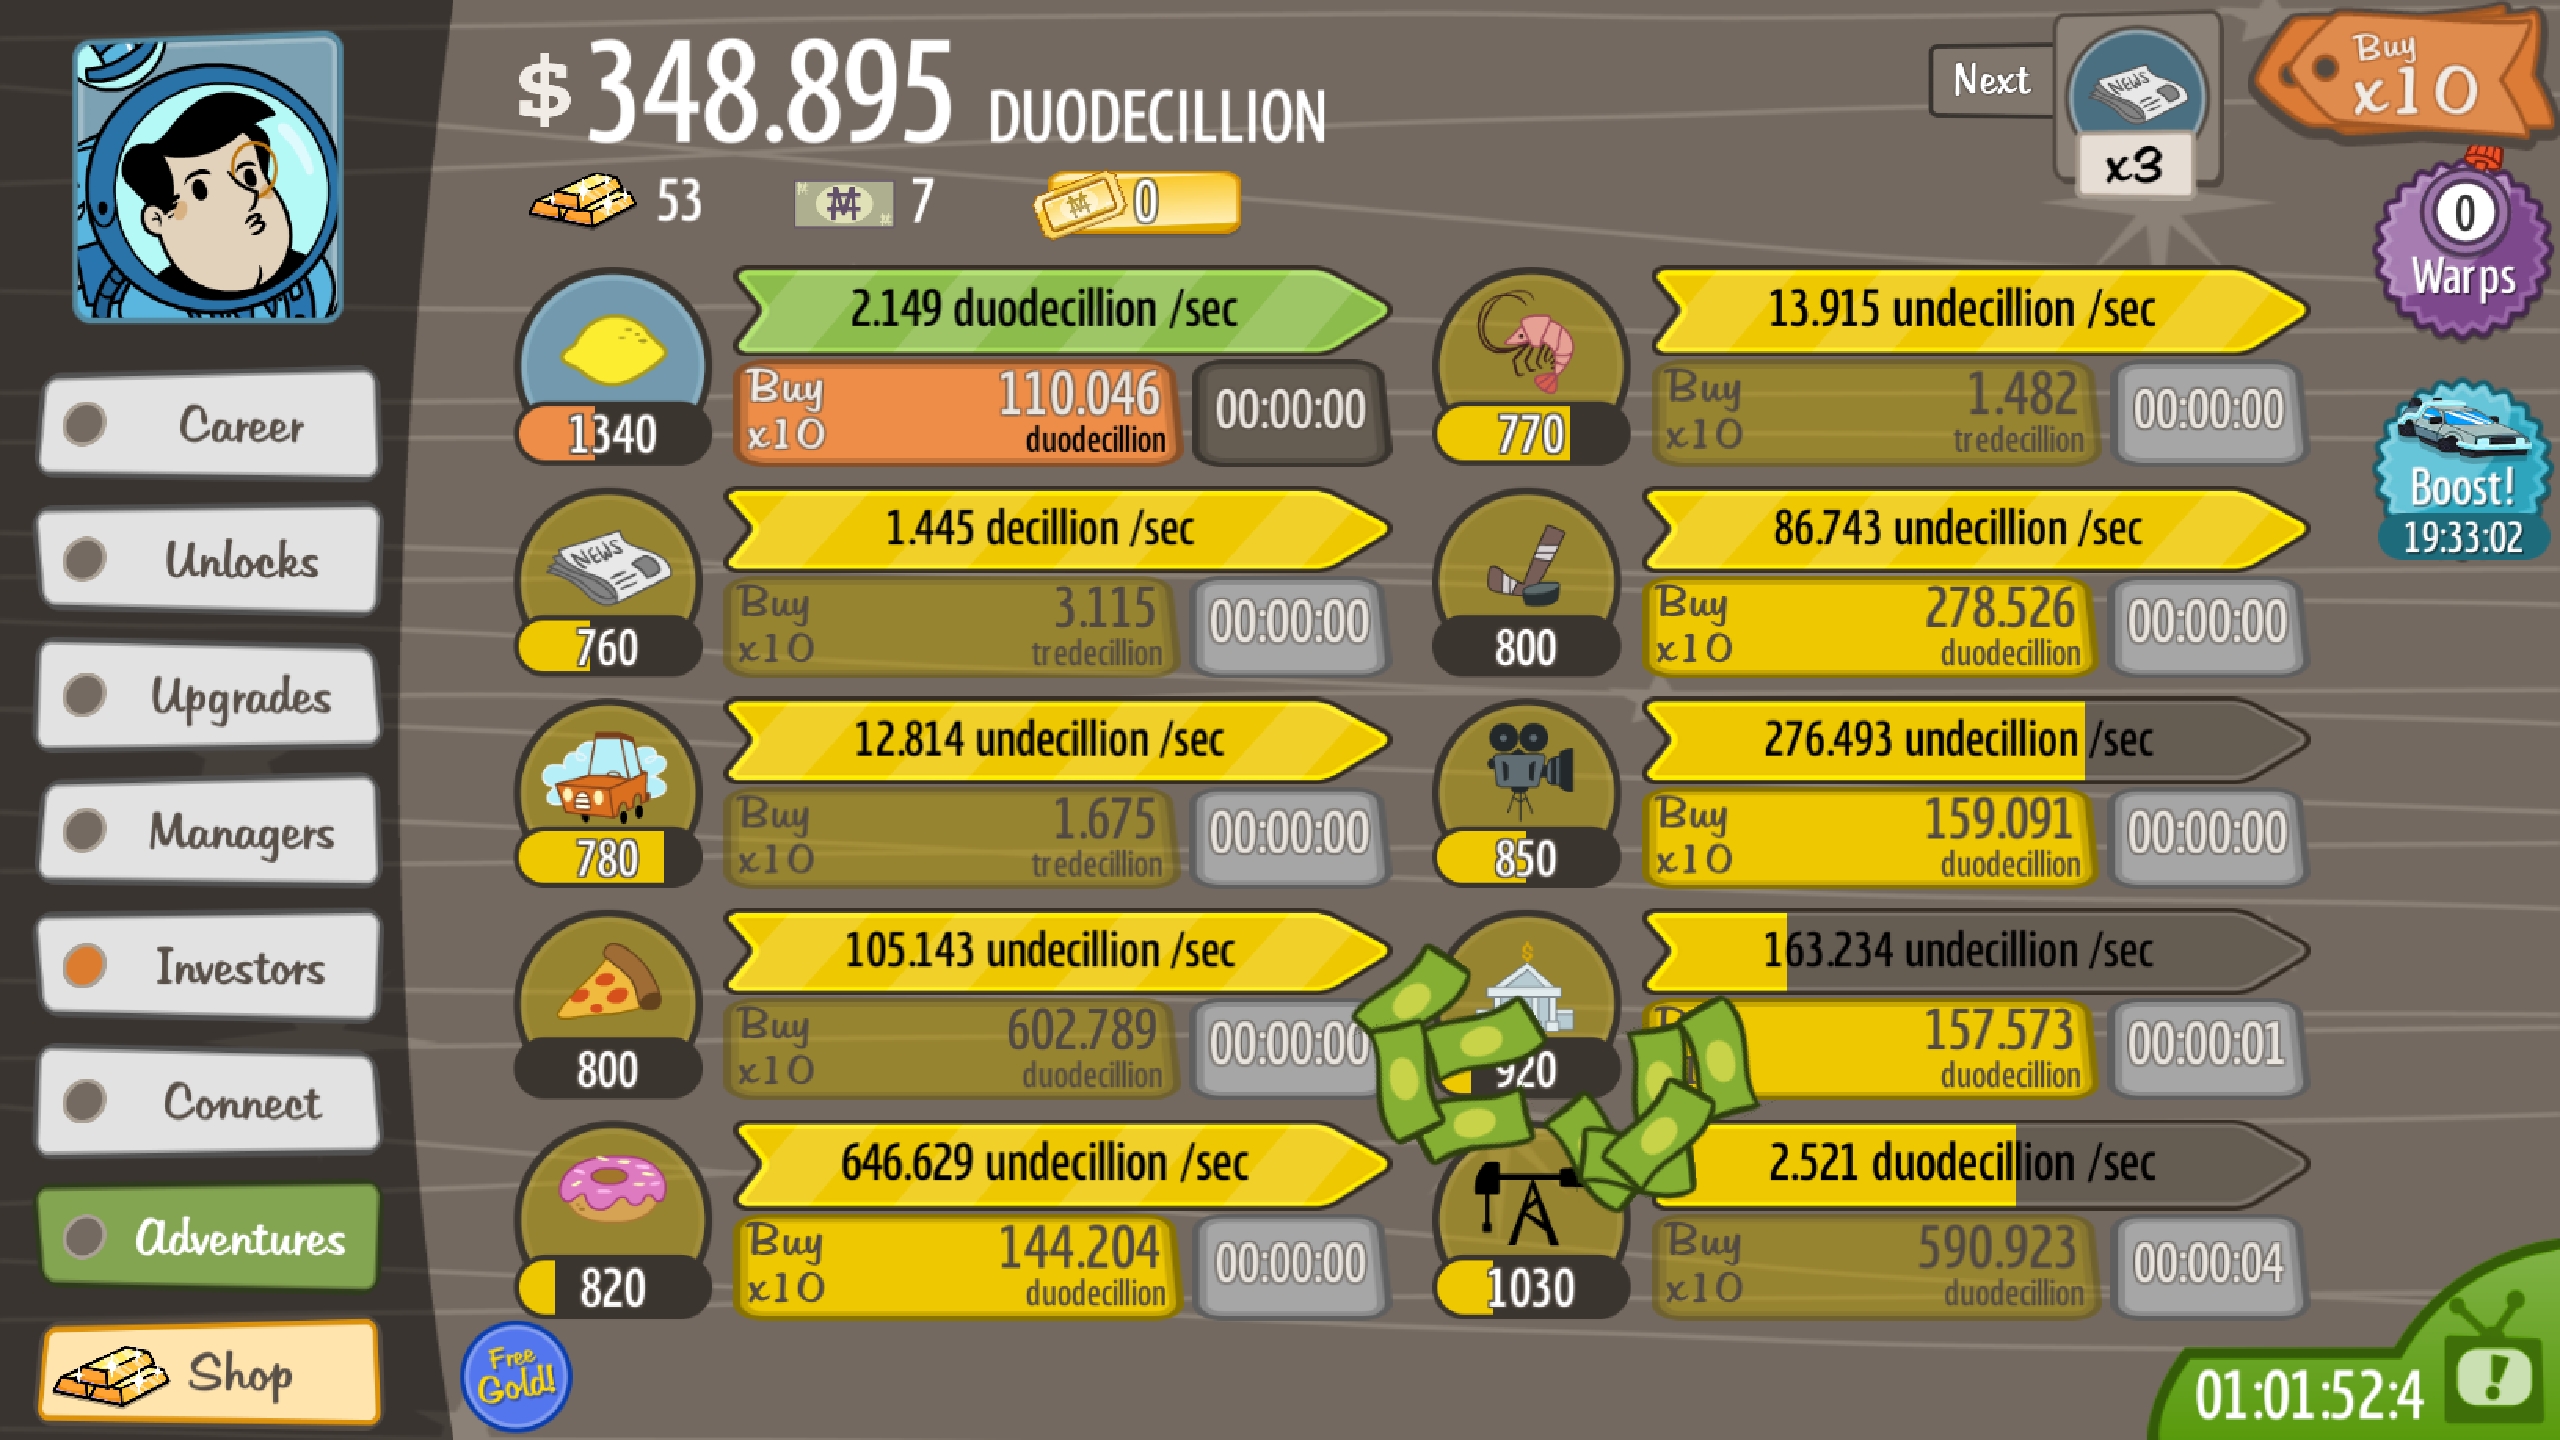 $348.895 DUODECILLION
Next
x3
Buy
x10
53
7
0
0
Warps
Boost!
19:33:02
Career
Unlocks
Upgrades
Managers
Investors
Connect
Adventures
Shop
2.149 duodecillion /sec
1340
Buy
x10
110.046
duodecillion
00:00:00
NEWS
1.445 decillion /sec
760
Buy
x10
3.115
tredecillion
00:00:00
12.814 undecillion /sec
780
Buy
x10
1.675
tredecillion
00:00:00
105.143 undecillion /sec
800
Buy
x10
602.789
duodecillion
00:00:00
646.629 undecillion /sec
820
Buy
x10
144.204
duodecillion
00:00:00
13.915 undecillion /sec
770
Buy
x10
1.482
tredecillion
00:00:00
86.743 undecillion /sec
800
Buy
x10
278.526
duodecillion
00:00:00
276.493 undecillion /sec
850
Buy
x10
159.091
duodecillion
00:00:00
163.234 undecillion /sec
920
157.573
duodecillion
00:00:01
2.521 duodecillion /sec
1030
Buy
x10
590.923
duodecillion
00:00:04
Free
Gold!
01:01:52:4
NEWS